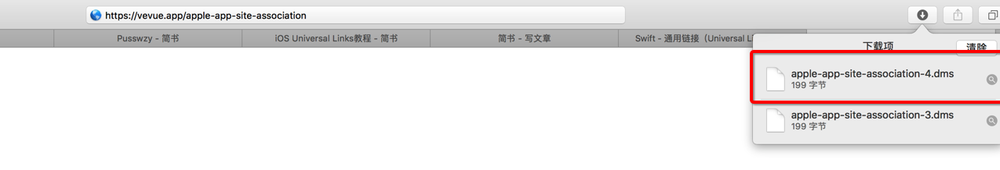 https://vevue.app/apple-app-site-association
Pusswzy - 简书
iOS Universal Links教程 - 简书
简书 - 写文章
Swift - 通用链接（Universal L
下载项
清除
apple-app-site-association-4.dms
199 字节
apple-app-site-association-3.dms
199 字节